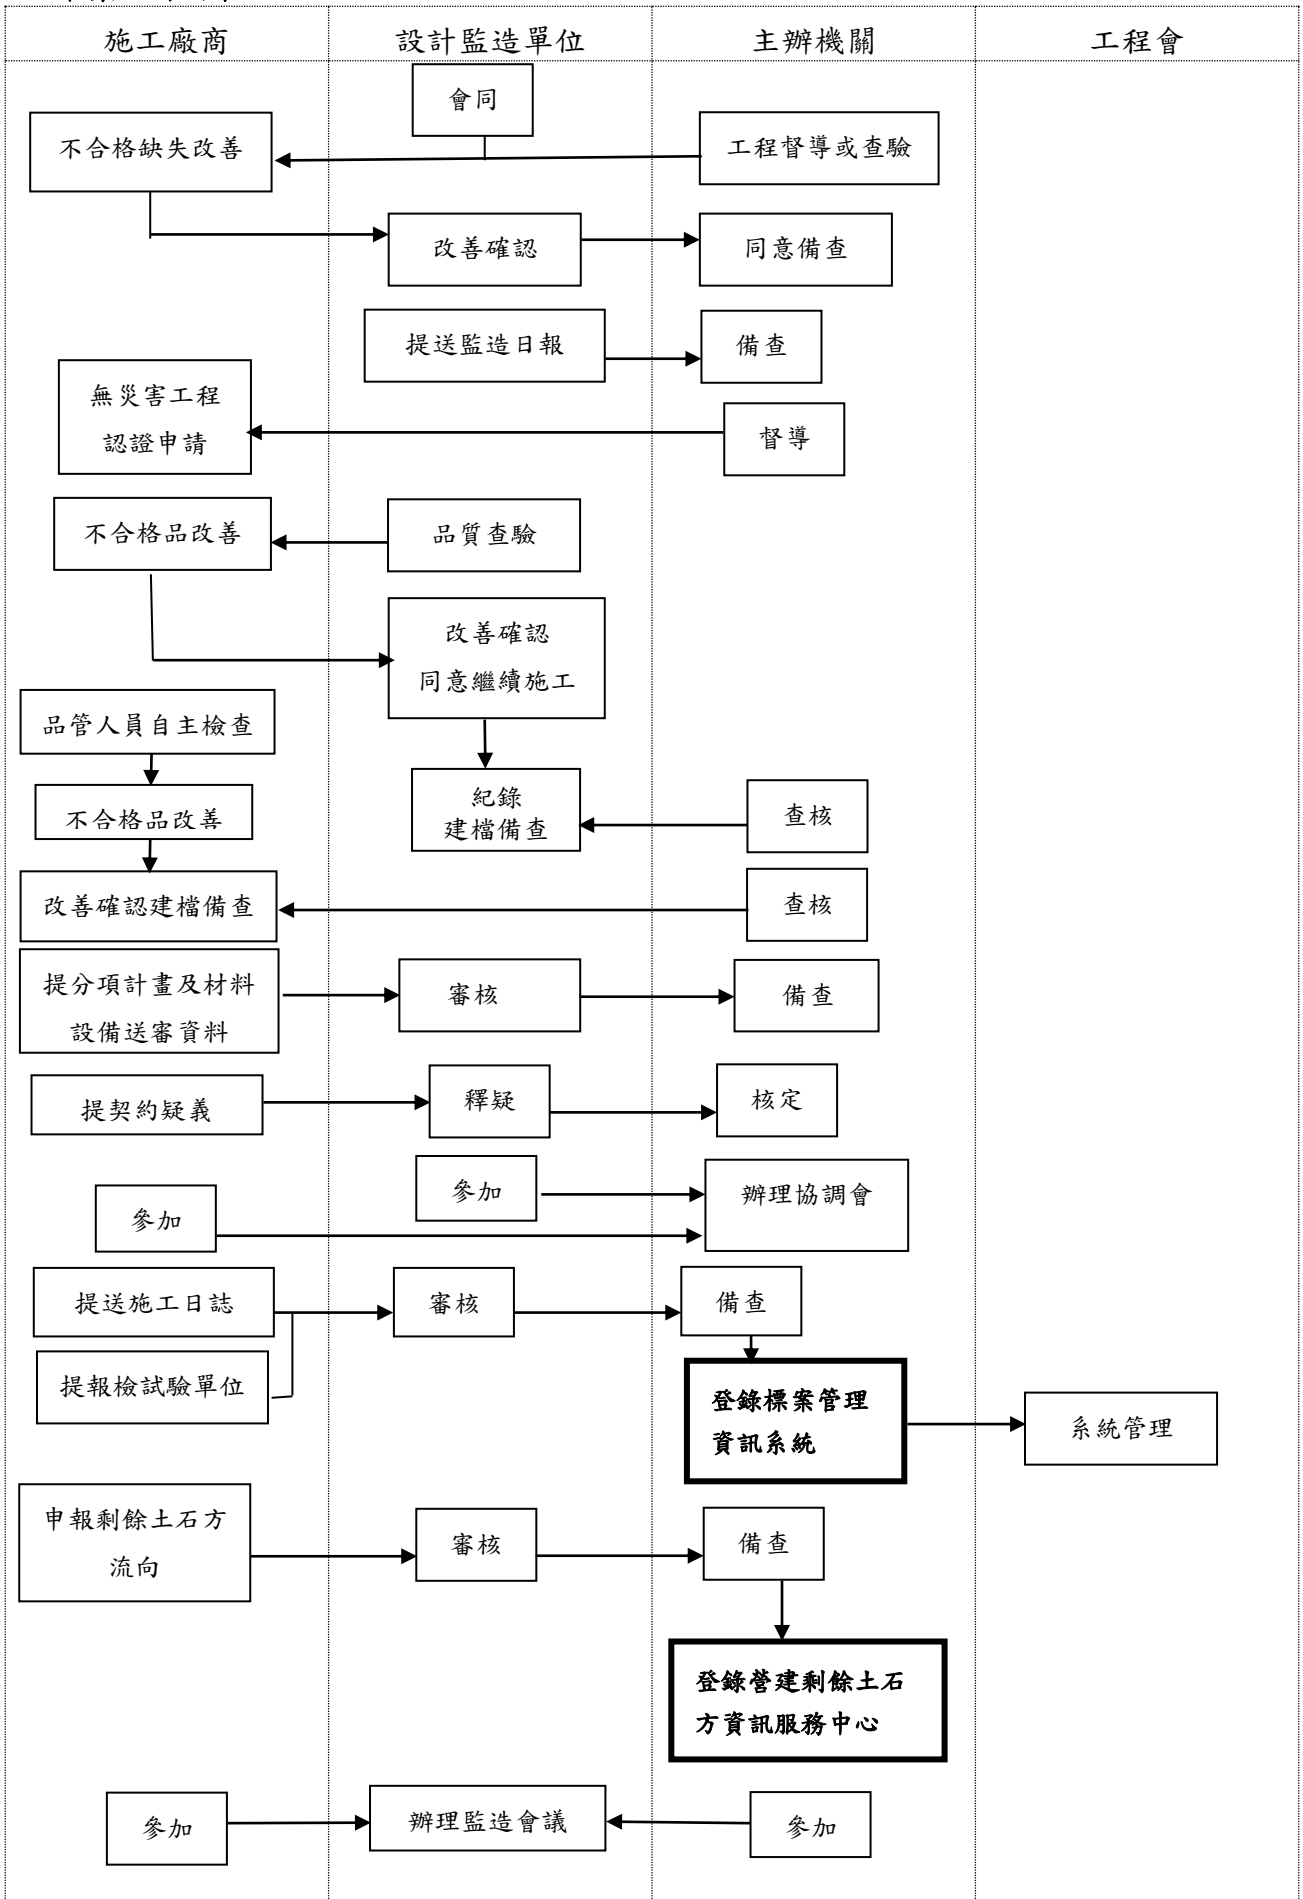 施工廠商
設計監造單位
主辦機關
工程會
會同
不合格缺失改善
工程督導或查驗
改善確認
同意備查
提送監造日報
備查
無災害工程
認證申請
督導
不合格品改善
品質查驗
改善確認
同意繼續施工
品管人員自主檢查
不合格品改善
紀錄
建檔備查
查核
改善確認建檔備查
查核
提分項計畫及材料
設備送審資料
審核
備查
提契約疑義
釋疑
核定
參加
辦理協調會
參加
提送施工日誌
審核
備查
提報檢試驗單位
登錄標案管理
資訊系統
系統管理
申報剩餘土石方
流向
審核
備查
登錄營建剩餘土石
方資訊服務中心
參加
辦理監造會議
參加